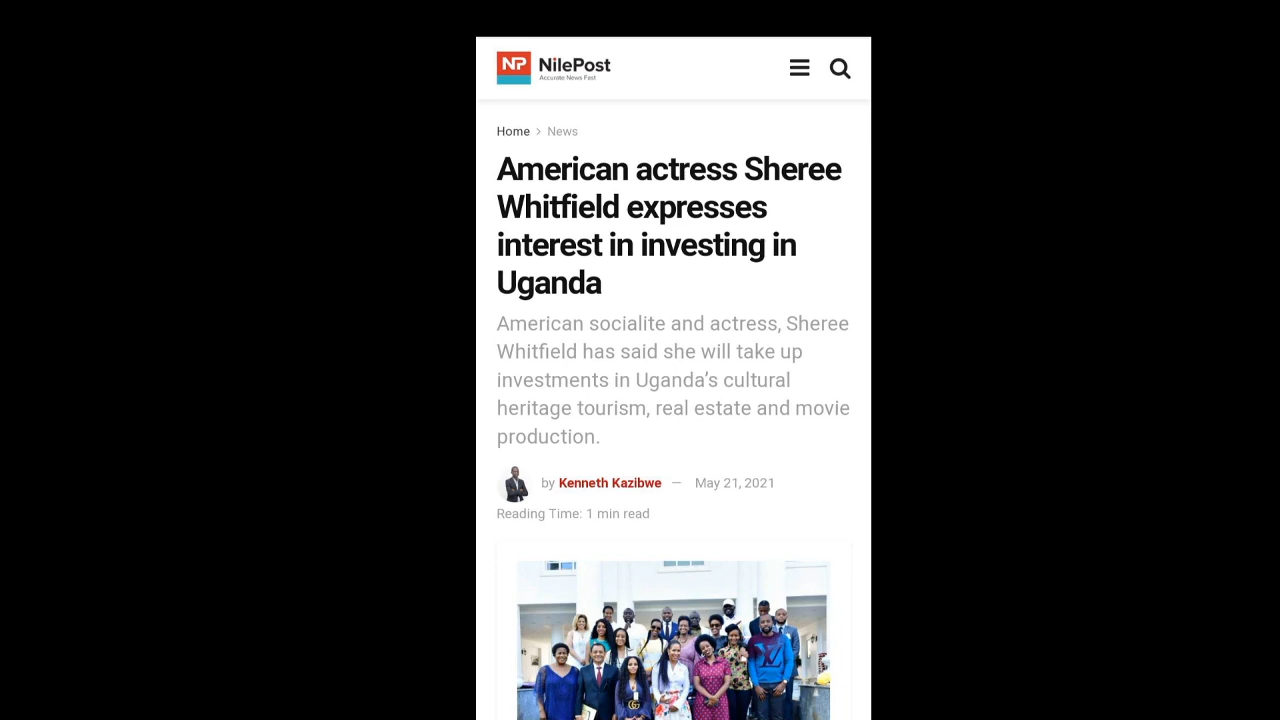 NP NilePost
Accurate News Fast
Home > News
American actress Sheree
Whitfield expresses
interest in investing in
Uganda
American socialite and actress, Sheree
Whitfield has said she will take up
investments in Uganda’s cultural
heritage tourism, real estate and movie
production.
by Kenneth Kazibwe — May 21, 2021
Reading Time: 1 min read